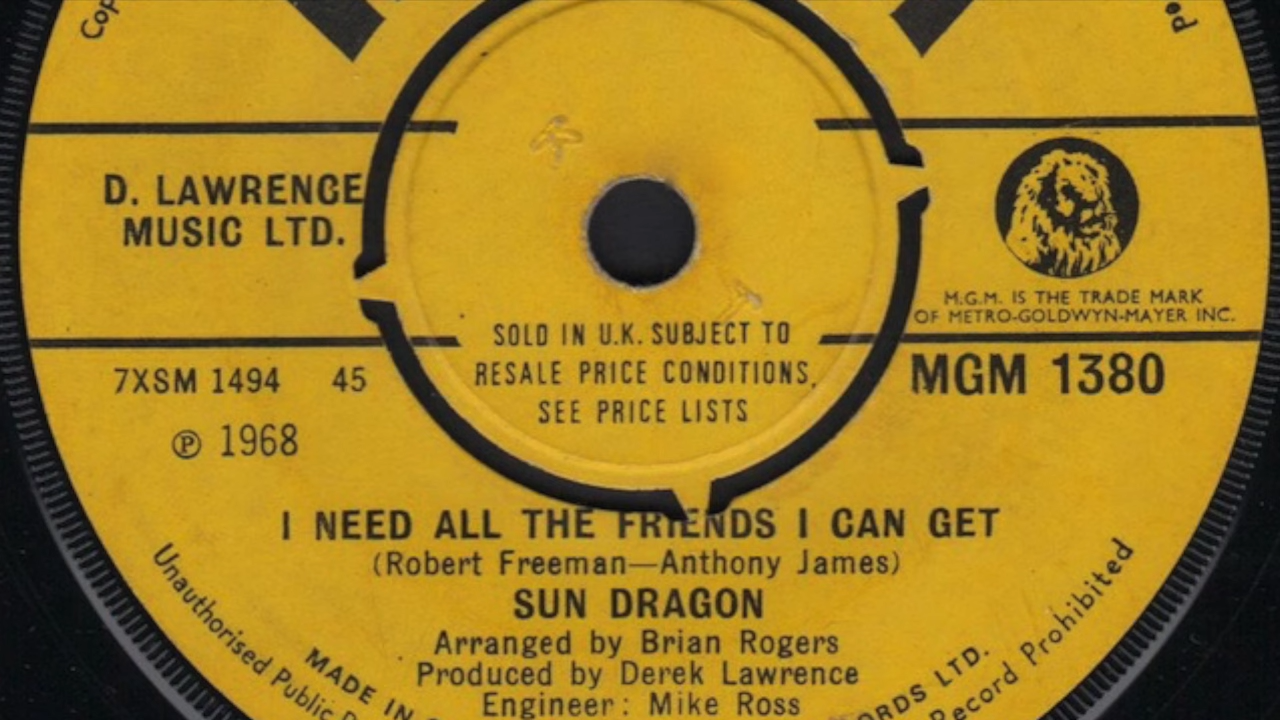 Cop
D. LAWRENCE
MUSIC LTD.
M.G.M. IS THE TRADE MARK
OF METRO-GOLDWYN-MAYER INC.
SOLD IN U.K. SUBJECT TO
RESALE PRICE CONDITIONS,
SEE PRICE LISTS
7XSM 1494 45
MGM 1380
℗ 1968
I NEED ALL THE FRIENDS I CAN GET
(Robert Freeman—Anthony James)
SUN DRAGON
Arranged by Brian Rogers
Produced by Derek Lawrence
Engineer: Mike Ross
Unauthorised Public
Record Prohibited
MADE IN
ORDS LTD.